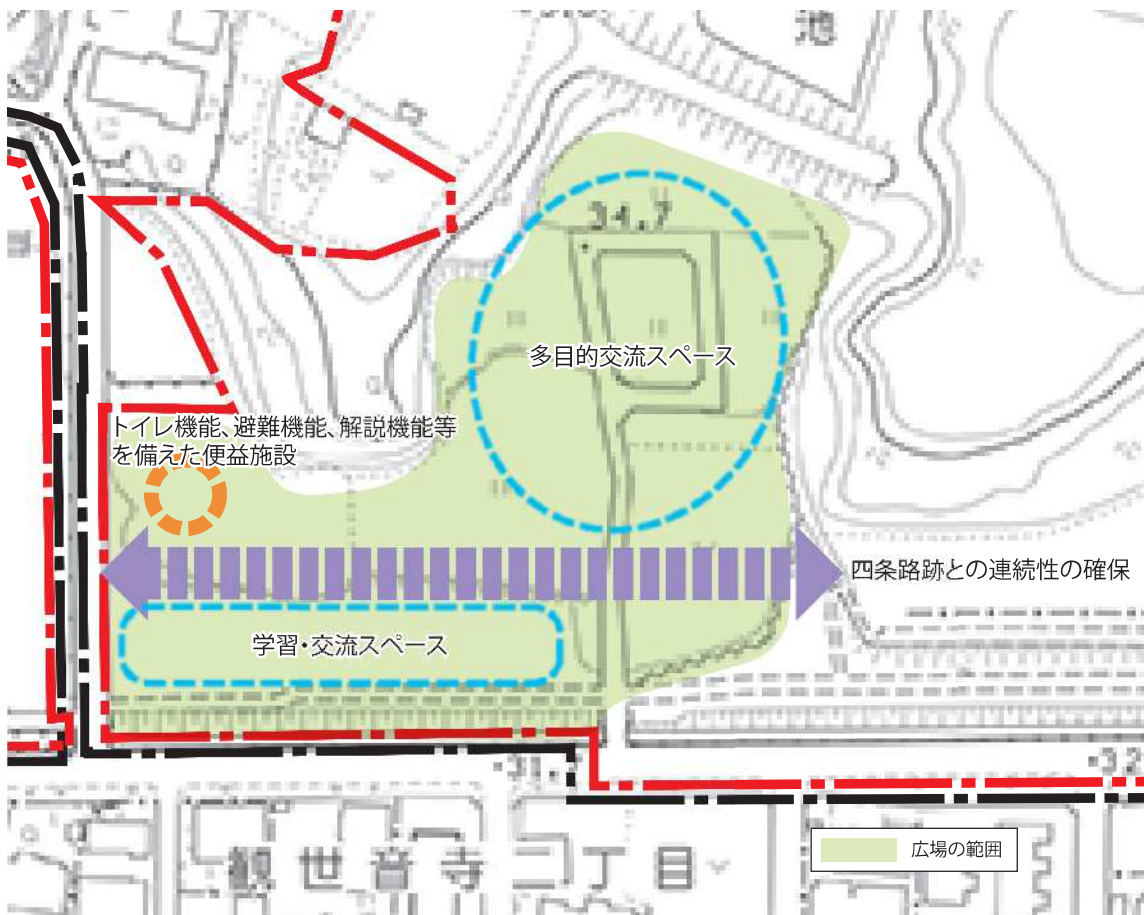 池
34.7
多目的交流スペース
トイレ機能、避難機能、解説機能等
を備えた便益施設
四条路跡との連続性の確保
学習・交流スペース
観世音寺二丁目
広場の範囲